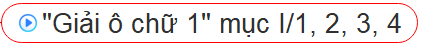 "Giải ô chữ 1" mục I/1, 2, 3, 4